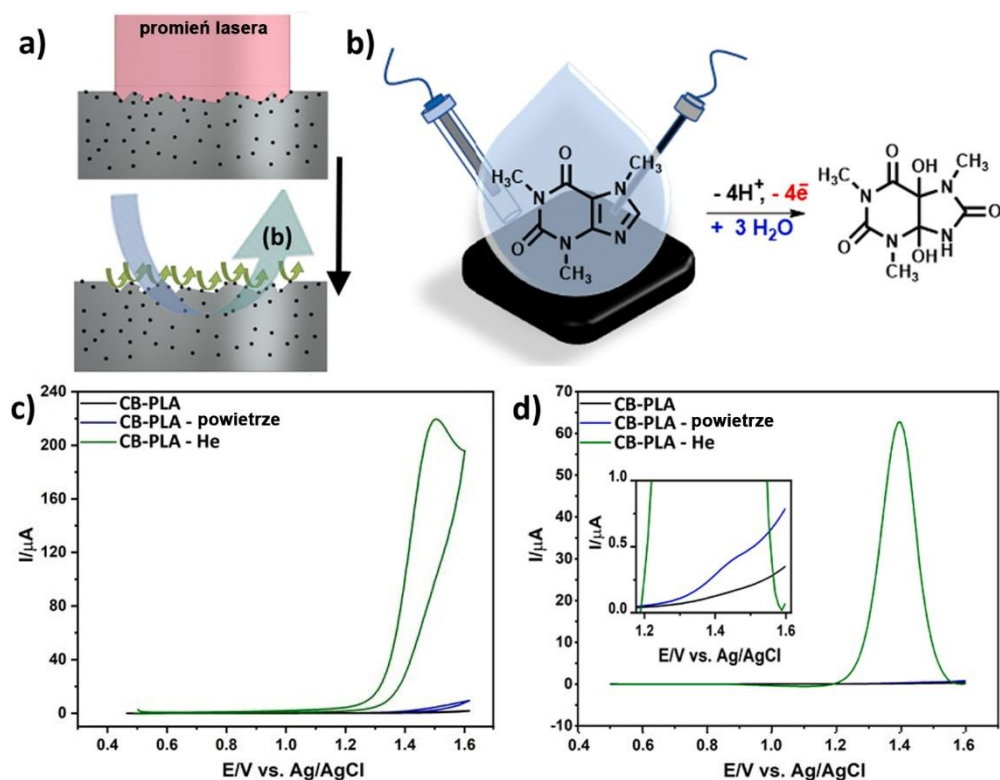 a)
promień lasera
(b)
b)
O
H₃C
N
N
CH₃
O
N
N
CH₃
- 4H⁺, - 4ē
+ 3 H₂O
O
OH
CH₃
H₃C
N
N
O
O
N
OH
N
H
CH₃
c)
CB-PLA
CB-PLA - powietrze
CB-PLA - He
I/µA
240
200
160
120
80
40
0
0.4 0.6 0.8 1.0 1.2 1.4 1.6
E/V vs. Ag/AgCl
d)
CB-PLA
CB-PLA - powietrze
CB-PLA - He
I/µA
70
60
50
40
30
20
10
0
-10
1.0
0.5
0.0
I/µA
1.2 1.4 1.6
E/V vs. Ag/AgCl
0.4 0.6 0.8 1.0 1.2 1.4 1.6
E/V vs. Ag/AgCl